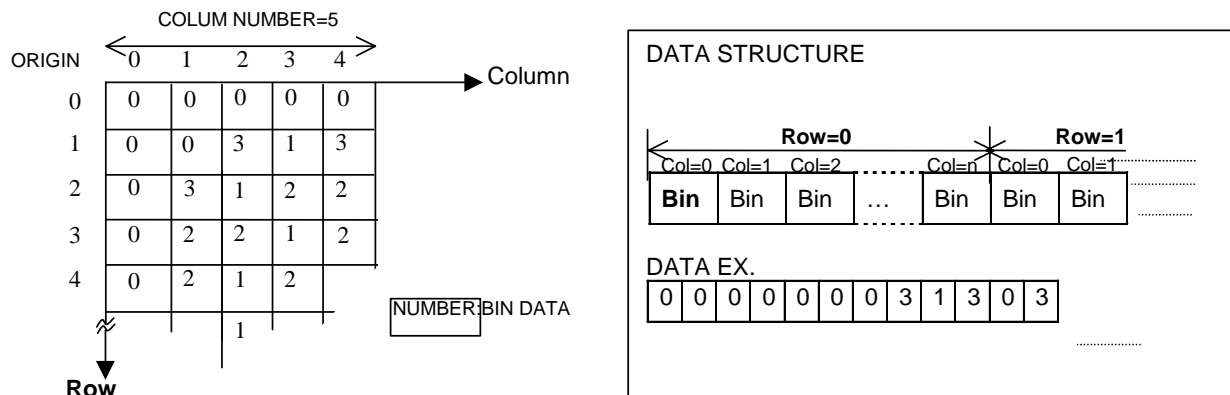 COLUM NUMBER=5
ORIGIN 0 1 2 3 4
Column
0 0 0 0 0 0
1 0 0 3 1 3
2 0 3 1 2 2
3 0 2 2 1 2
4 0 2 1 2
1
NUMBER:BIN DATA
Row
DATA STRUCTURE
Row=0 Row=1
Col=0 Col=1 Col=2 Col=n Col=0 Col=1
Bin Bin Bin ... Bin Bin Bin
DATA EX.
0 0 0 0 0 0 0 3 1 3 0 3